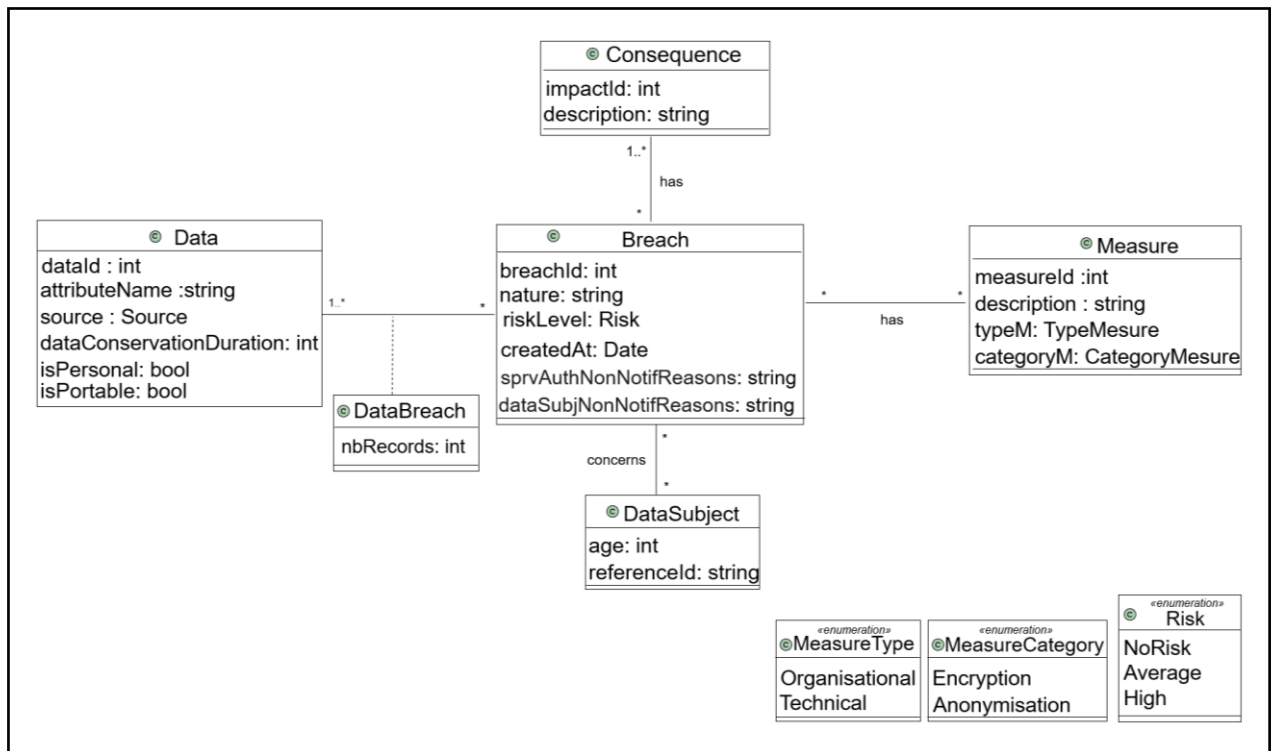 Consequence
impactId: int
description: string
1..*
has
*
Data
dataId : int
attributeName :string
source : Source
dataConservationDuration: int
isPersonal: bool
isPortable: bool
1..*
*
DataBreach
nbRecords: int
Breach
breachId: int
nature: string
riskLevel: Risk
createdAt: Date
sprvAuthNonNotifReasons: string
dataSubjNonNotifReasons: string
*
has
*
Measure
measureId :int
description : string
typeM: TypeMesure
categoryM: CategoryMesure
*
concerns
*
DataSubject
age: int
referenceId: string
«enumeration»
MeasureType
Organisational
Technical
«enumeration»
MeasureCategory
Encryption
Anonymisation
«enumeration»
Risk
NoRisk
Average
High